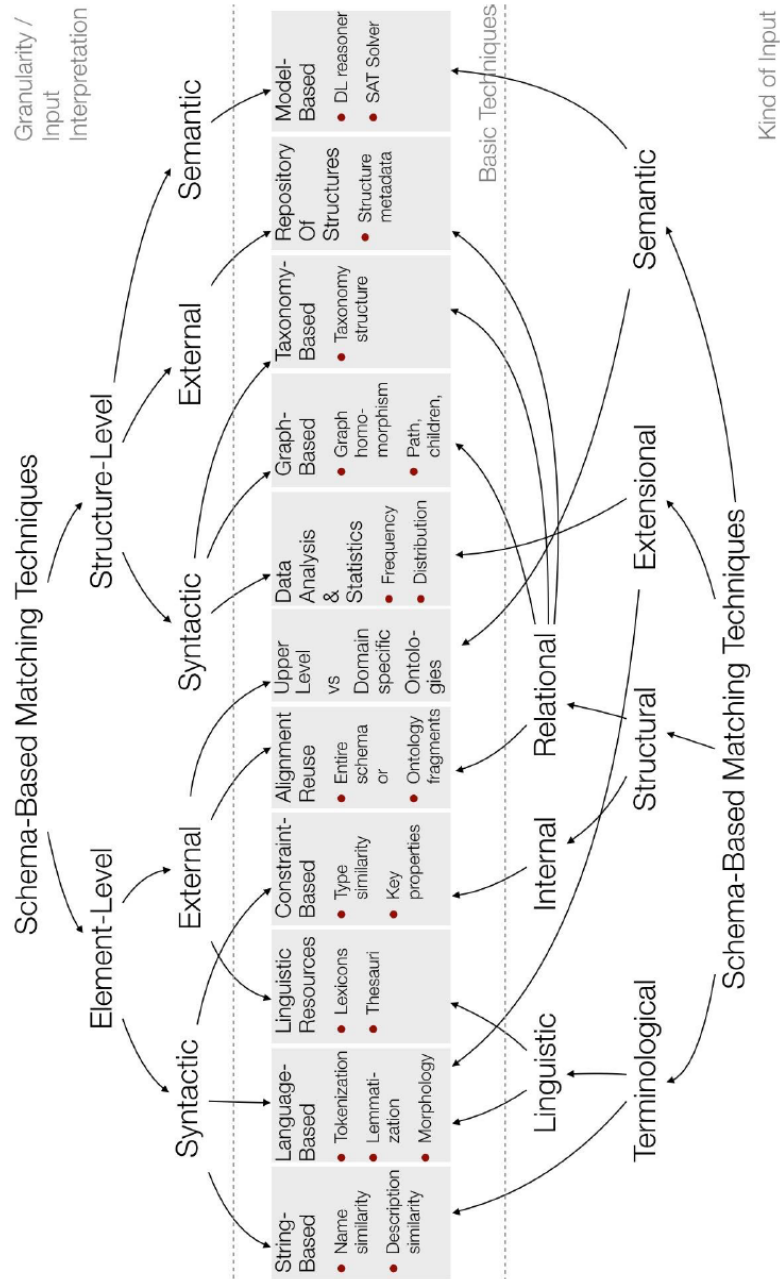 Schema-Based Matching Techniques
Granularity /
Input
Interpretation
Element-Level
Structure-Level
Syntactic
External
Syntactic
External
Semantic
String-
Based
Name
similarity
Description
similarity
Language-
Based
Tokenization
Lemmati-
zation
Morphology
Linguistic
Resources
Lexicons
Thesauri
Constraint-
Based
Type
similarity
Key
properties
Alignment
Reuse
Entire
schema
or
Ontology
fragments
Upper
Level
vs
Domain
specific
Ontolo-
gies
Data
Analysis
&
Statistics
Frequency
Distribution
Graph-
Based
Graph
homo-
morphism
Path,
children,
Taxonomy-
Based
Taxonomy
structure
Repository
Of
Structures
Structure
metadata
Model-
Based
DL reasoner
SAT Solver
Basic Techniques
Linguistic
Internal
Relational
Terminological
Structural
Extensional
Semantic
Schema-Based Matching Techniques
Kind of Input